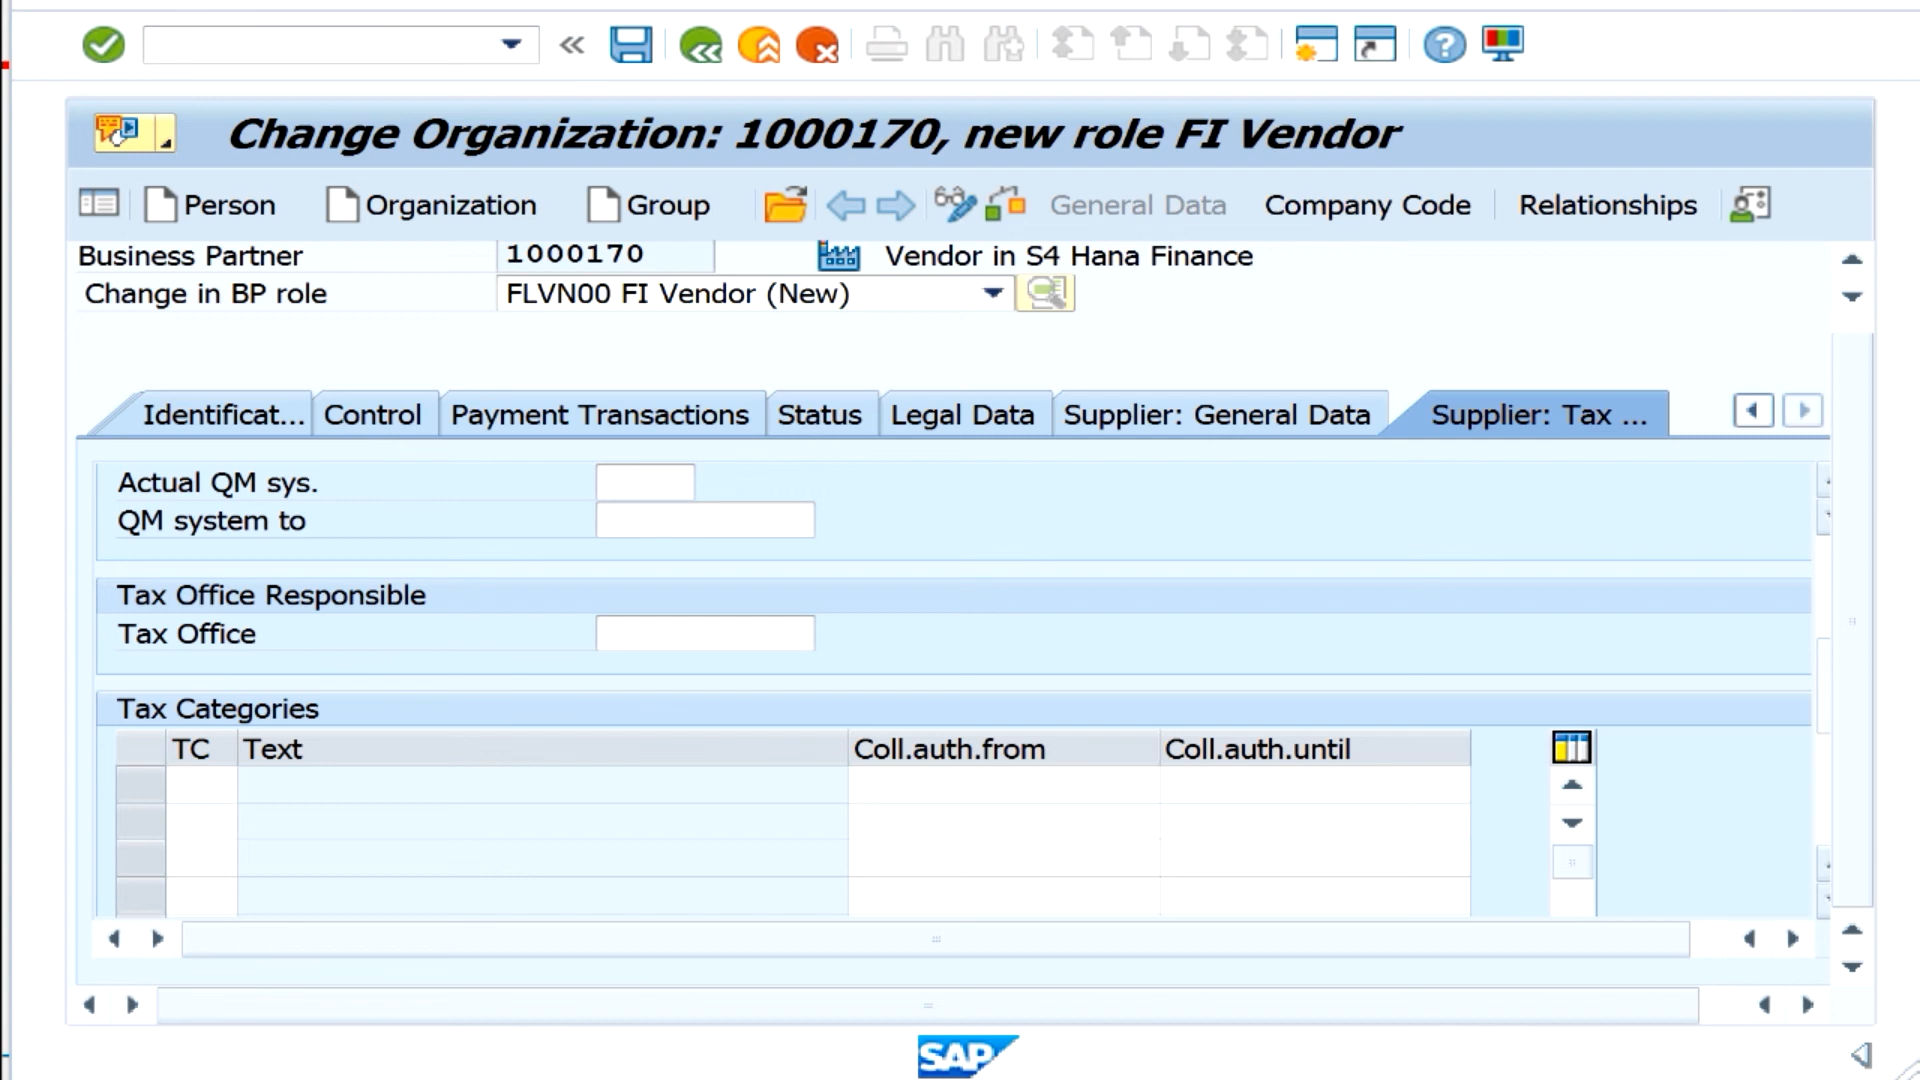 Change Organization: 1000170, new role FI Vendor
Person Organization Group General Data Company Code Relationships
Business Partner 1000170 Vendor in S4 Hana Finance
Change in BP role FLVN00 FI Vendor (New)
Identificat... Control Payment Transactions Status Legal Data Supplier: General Data Supplier: Tax ...
Actual QM sys.
QM system to
Tax Office Responsible
Tax Office
Tax Categories
TC Text Coll.auth.from Coll.auth.until
SAP